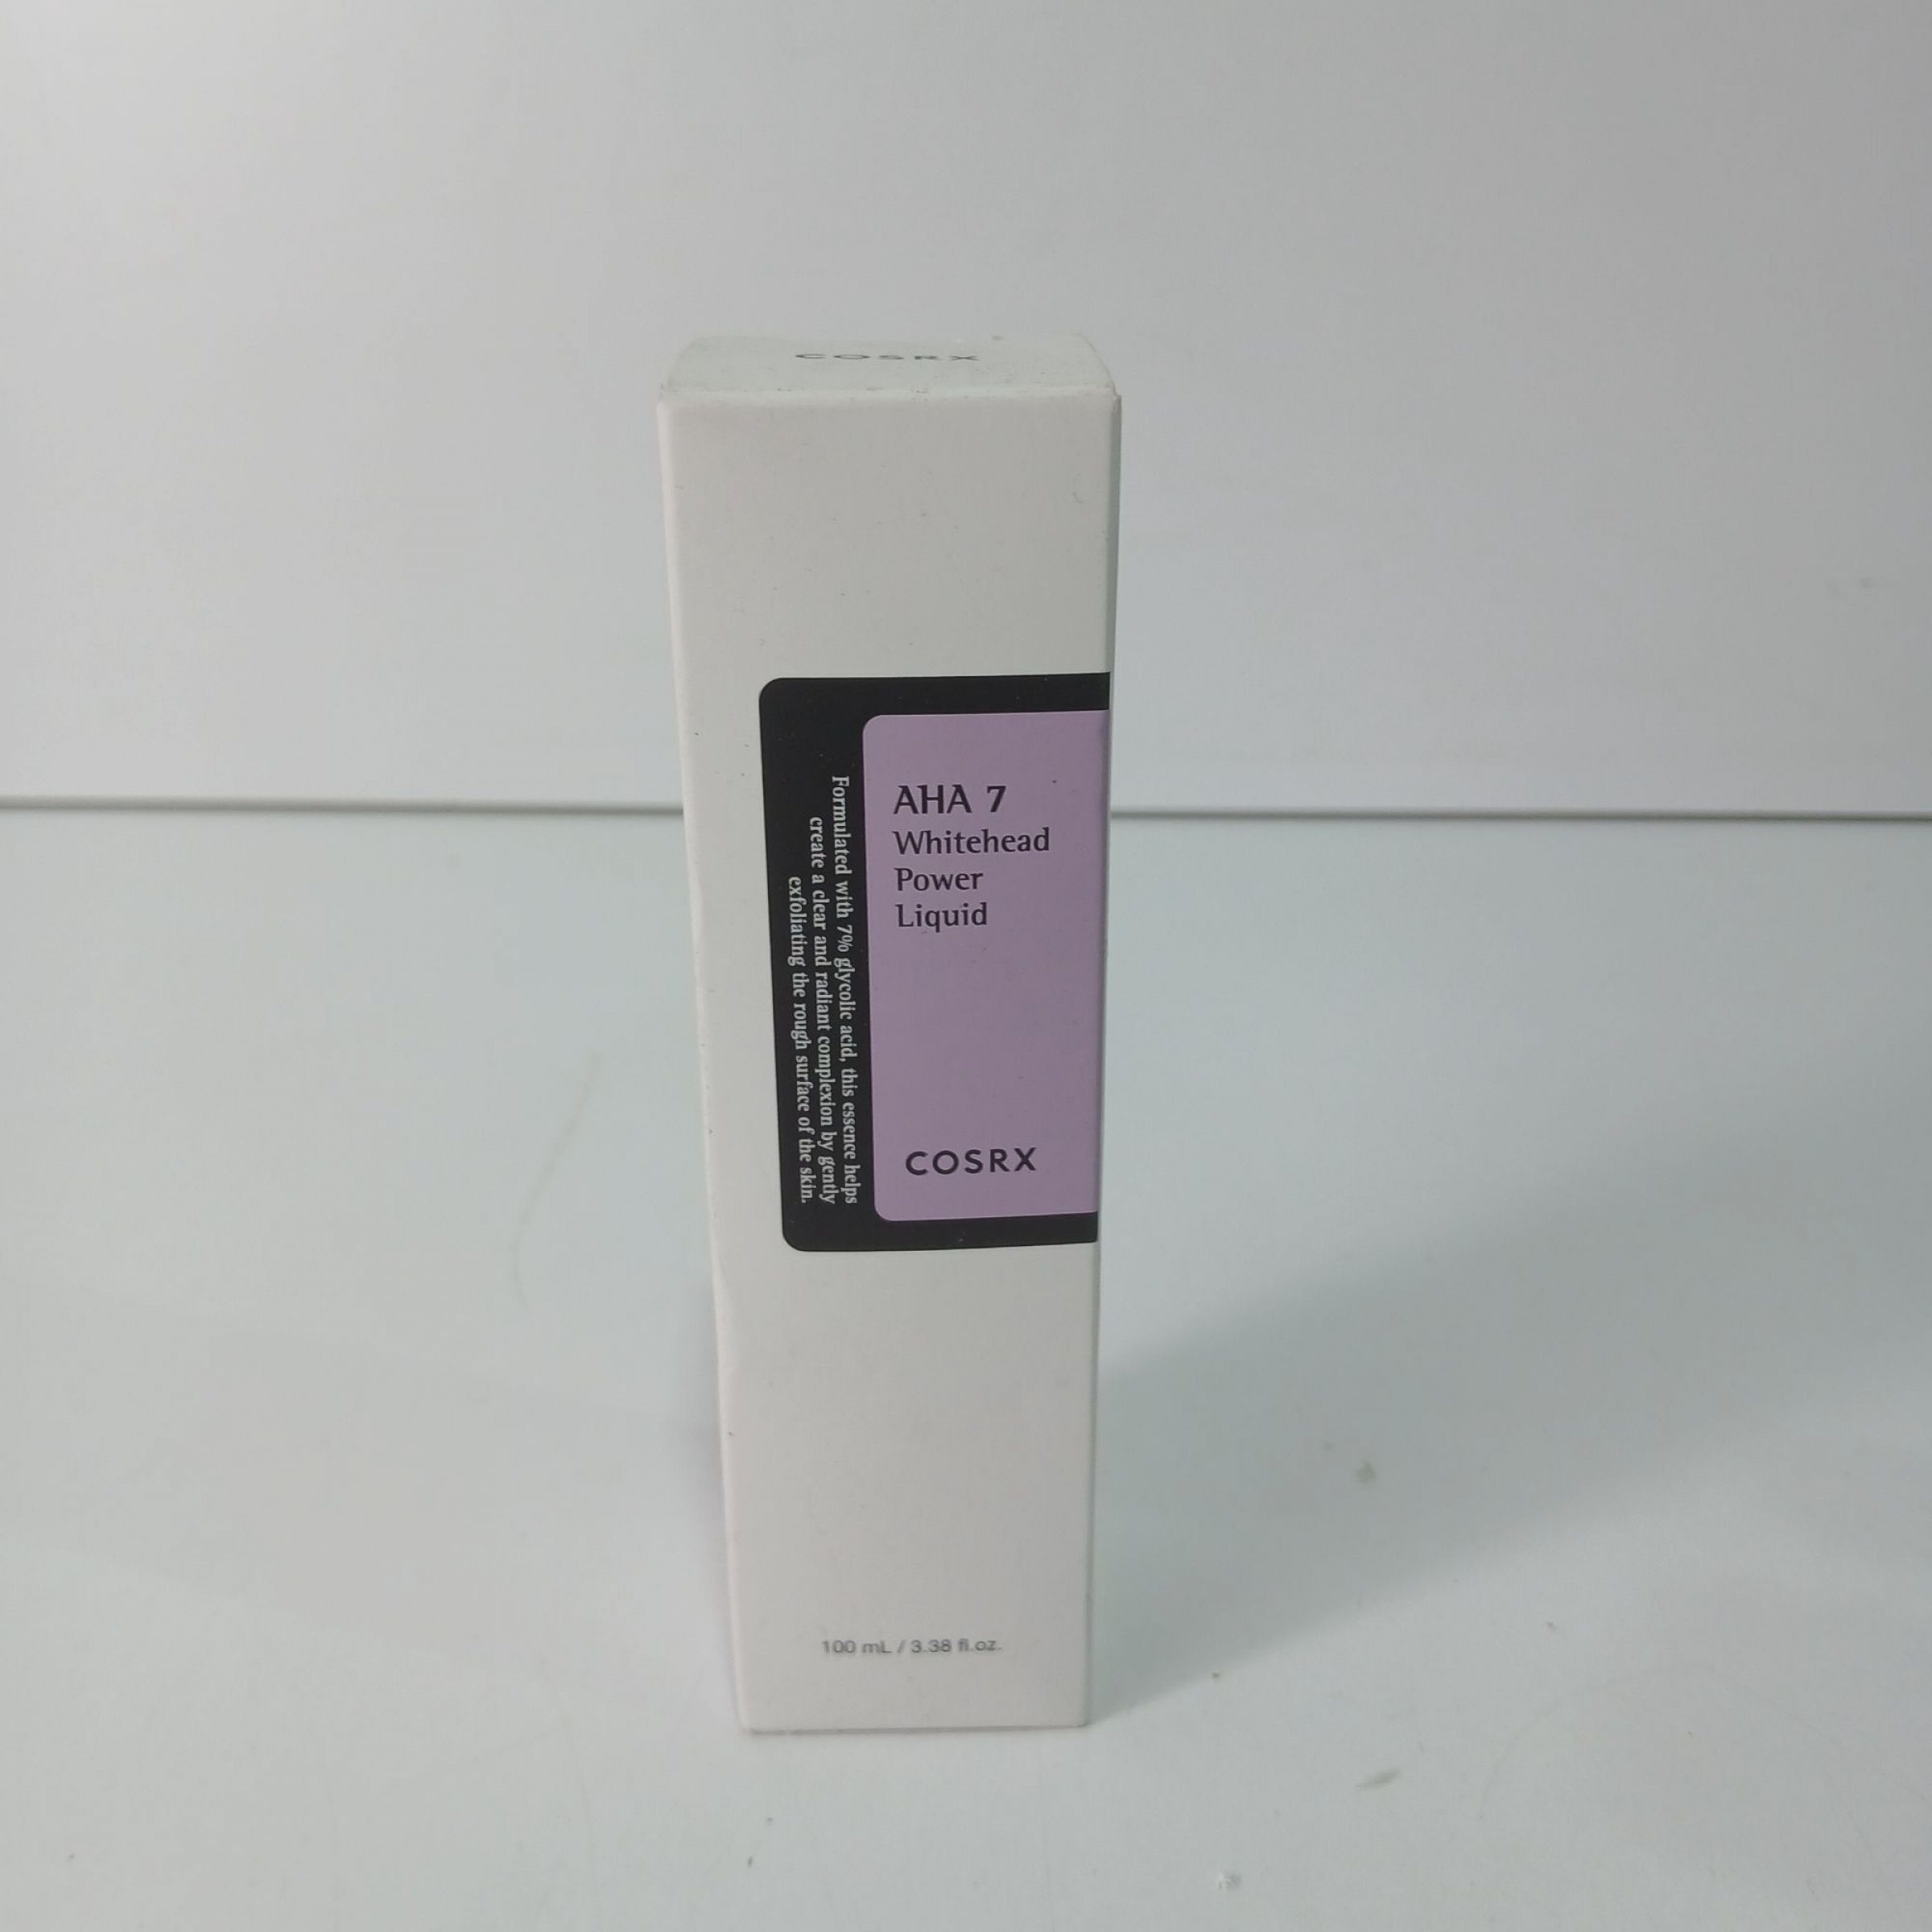 COSRX
AHA 7
Whitehead
Power
Liquid
Formulated with 7% glycolic acid, this essence helps
create a clear and radiant complexion by gently
exfoliating the rough surface of the skin.
COSRX
100 mL / 3.38 fl.oz.